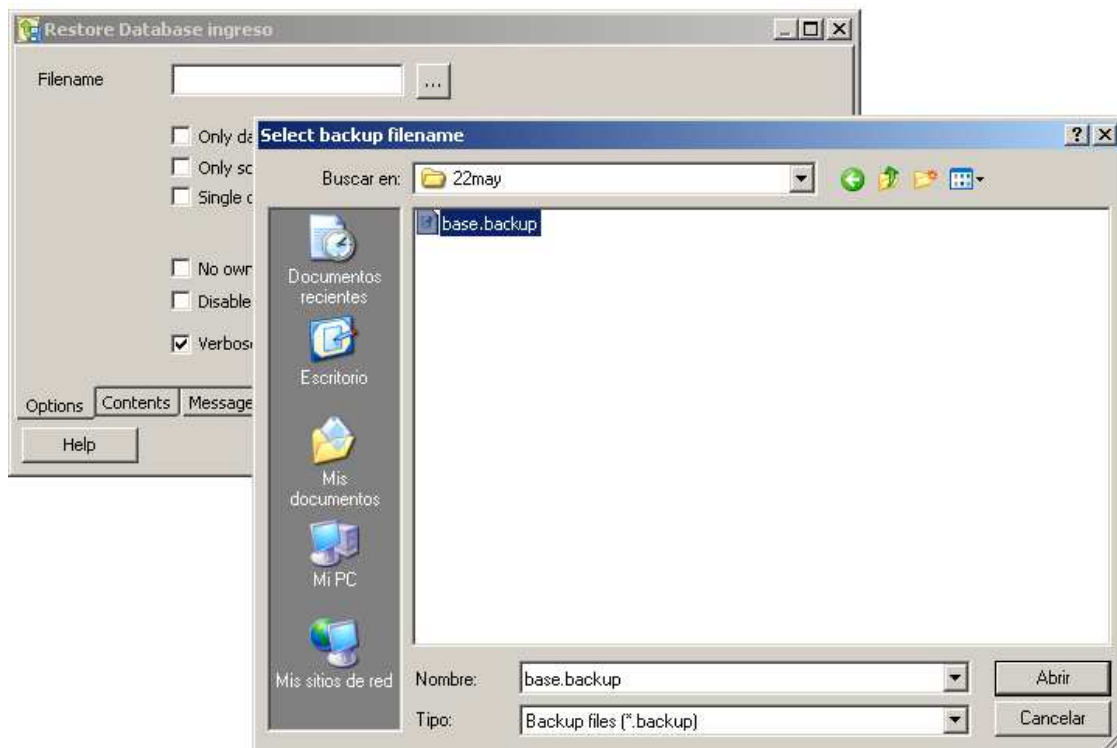 Restore Database ingreso
Filename
...
Only da
Only sc
Single c
No owr
Disable
Verbos
Options Contents Message
Help
Select backup filename
Buscar en: 22may
base.backup
Documentos
recientes
Escritorio
Mis
documentos
Mi PC
Mis sitios de red
Nombre: base.backup Abrir
Tipo: Backup files (*.backup) Cancelar